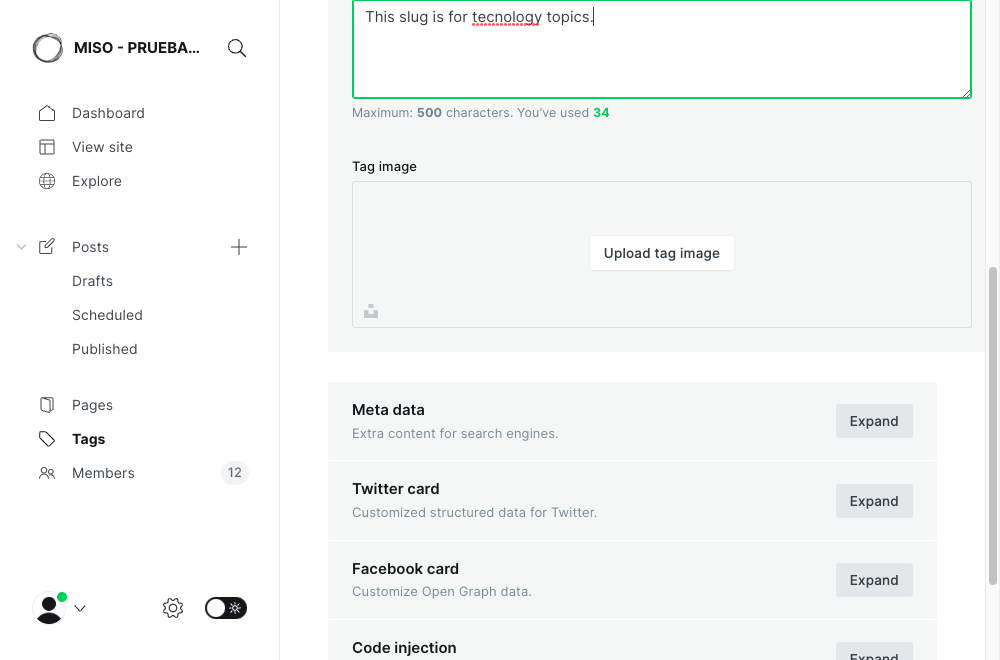 MISO - PRUEBA...
Dashboard
View site
Explore
Posts
Drafts
Scheduled
Published
Pages
Tags
Members 12
This slug is for tecnology topics.
Maximum: 500 characters. You've used 34
Tag image
Upload tag image
Meta data
Extra content for search engines.
Expand
Twitter card
Customized structured data for Twitter.
Expand
Facebook card
Customize Open Graph data.
Expand
Code injection
Expand